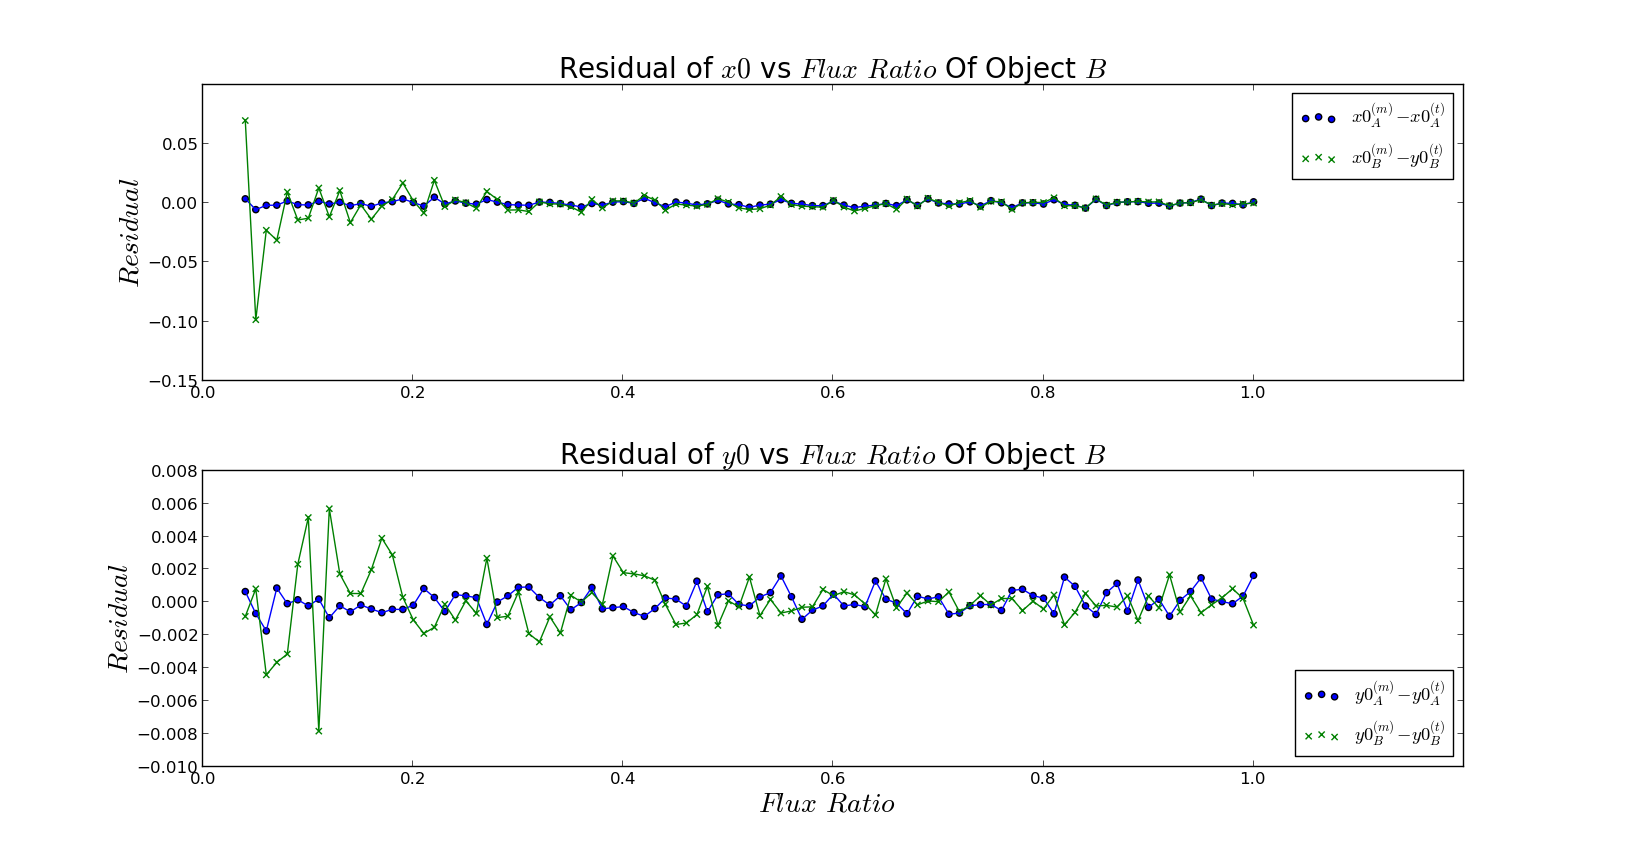 Residual of x0 vs Flux Ratio Of Object B
0.05
0.00
−0.05
−0.10
−0.15
Residual
x0_A^(m) − x0_A^(t)
x0_B^(m) − y0_B^(t)
0.0 0.2 0.4 0.6 0.8 1.0
Residual of y0 vs Flux Ratio Of Object B
0.008
0.006
0.004
0.002
0.000
−0.002
−0.004
−0.006
−0.008
−0.010
Residual
y0_A^(m) − y0_A^(t)
y0_B^(m) − y0_B^(t)
0.0 0.2 0.4 0.6 0.8 1.0
Flux Ratio